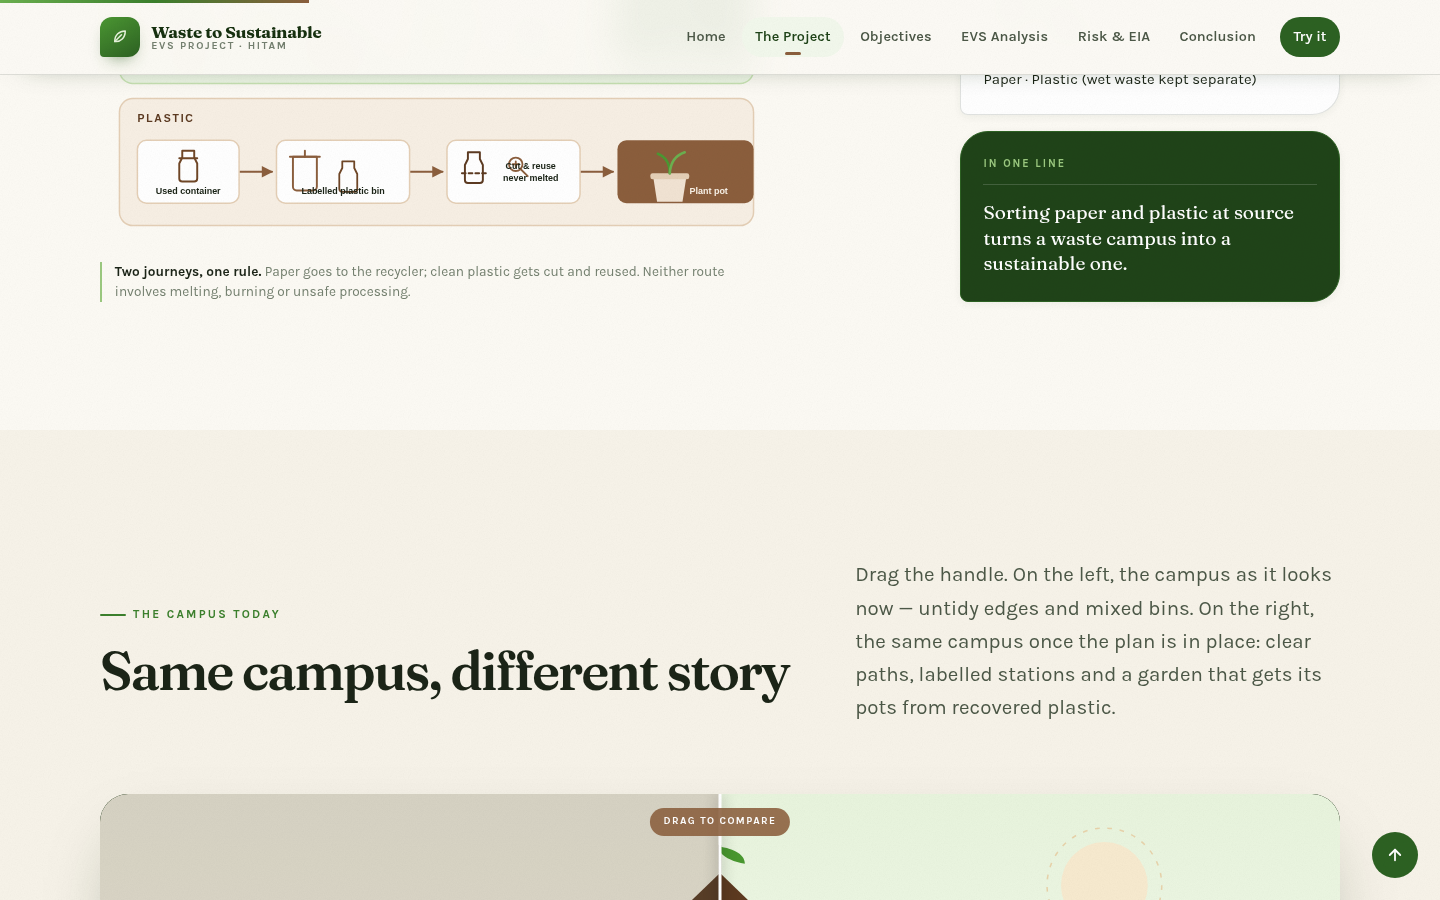 Waste to Sustainable
EVS PROJECT · HITAM
Home
The Project
Objectives
EVS Analysis
Risk & EIA
Conclusion
Try it
Paper · Plastic (wet waste kept separate)
PLASTIC
Used container
Labelled plastic bin
Cut & reuse
never melted
Plant pot
Two journeys, one rule. Paper goes to the recycler; clean plastic gets cut and reused. Neither route
involves melting, burning or unsafe processing.
IN ONE LINE
Sorting paper and plastic at source
turns a waste campus into a
sustainable one.
THE CAMPUS TODAY
Same campus, different story
Drag the handle. On the left, the campus as it looks
now — untidy edges and mixed bins. On the right,
the same campus once the plan is in place: clear
paths, labelled stations and a garden that gets its
pots from recovered plastic.
DRAG TO COMPARE